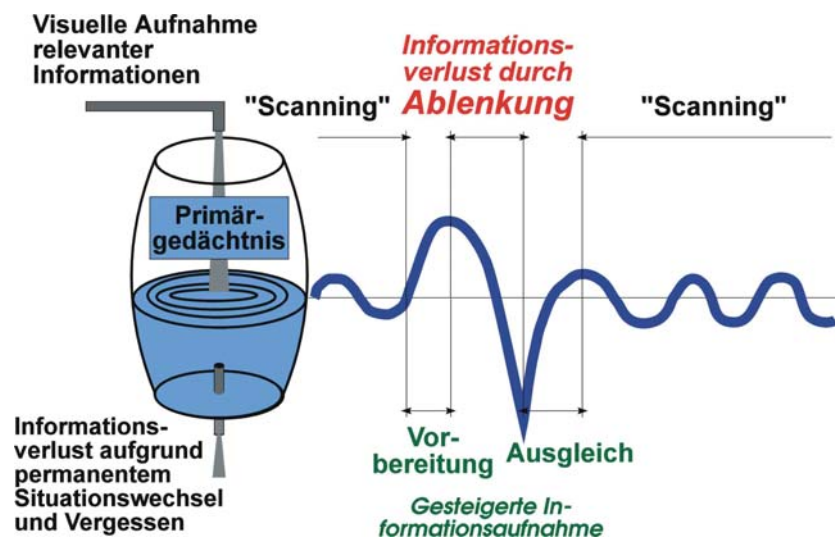 Visuelle Aufnahme
relevanter
Informationen
Informations-
verlust durch
Ablenkung
"Scanning"
"Scanning"
Primär-
gedächtnis
Vor-
bereitung
Ausgleich
Informations-
verlust aufgrund
permanentem
Situationswechsel
und Vergessen
Gesteigerte In-
formationsaufnahme